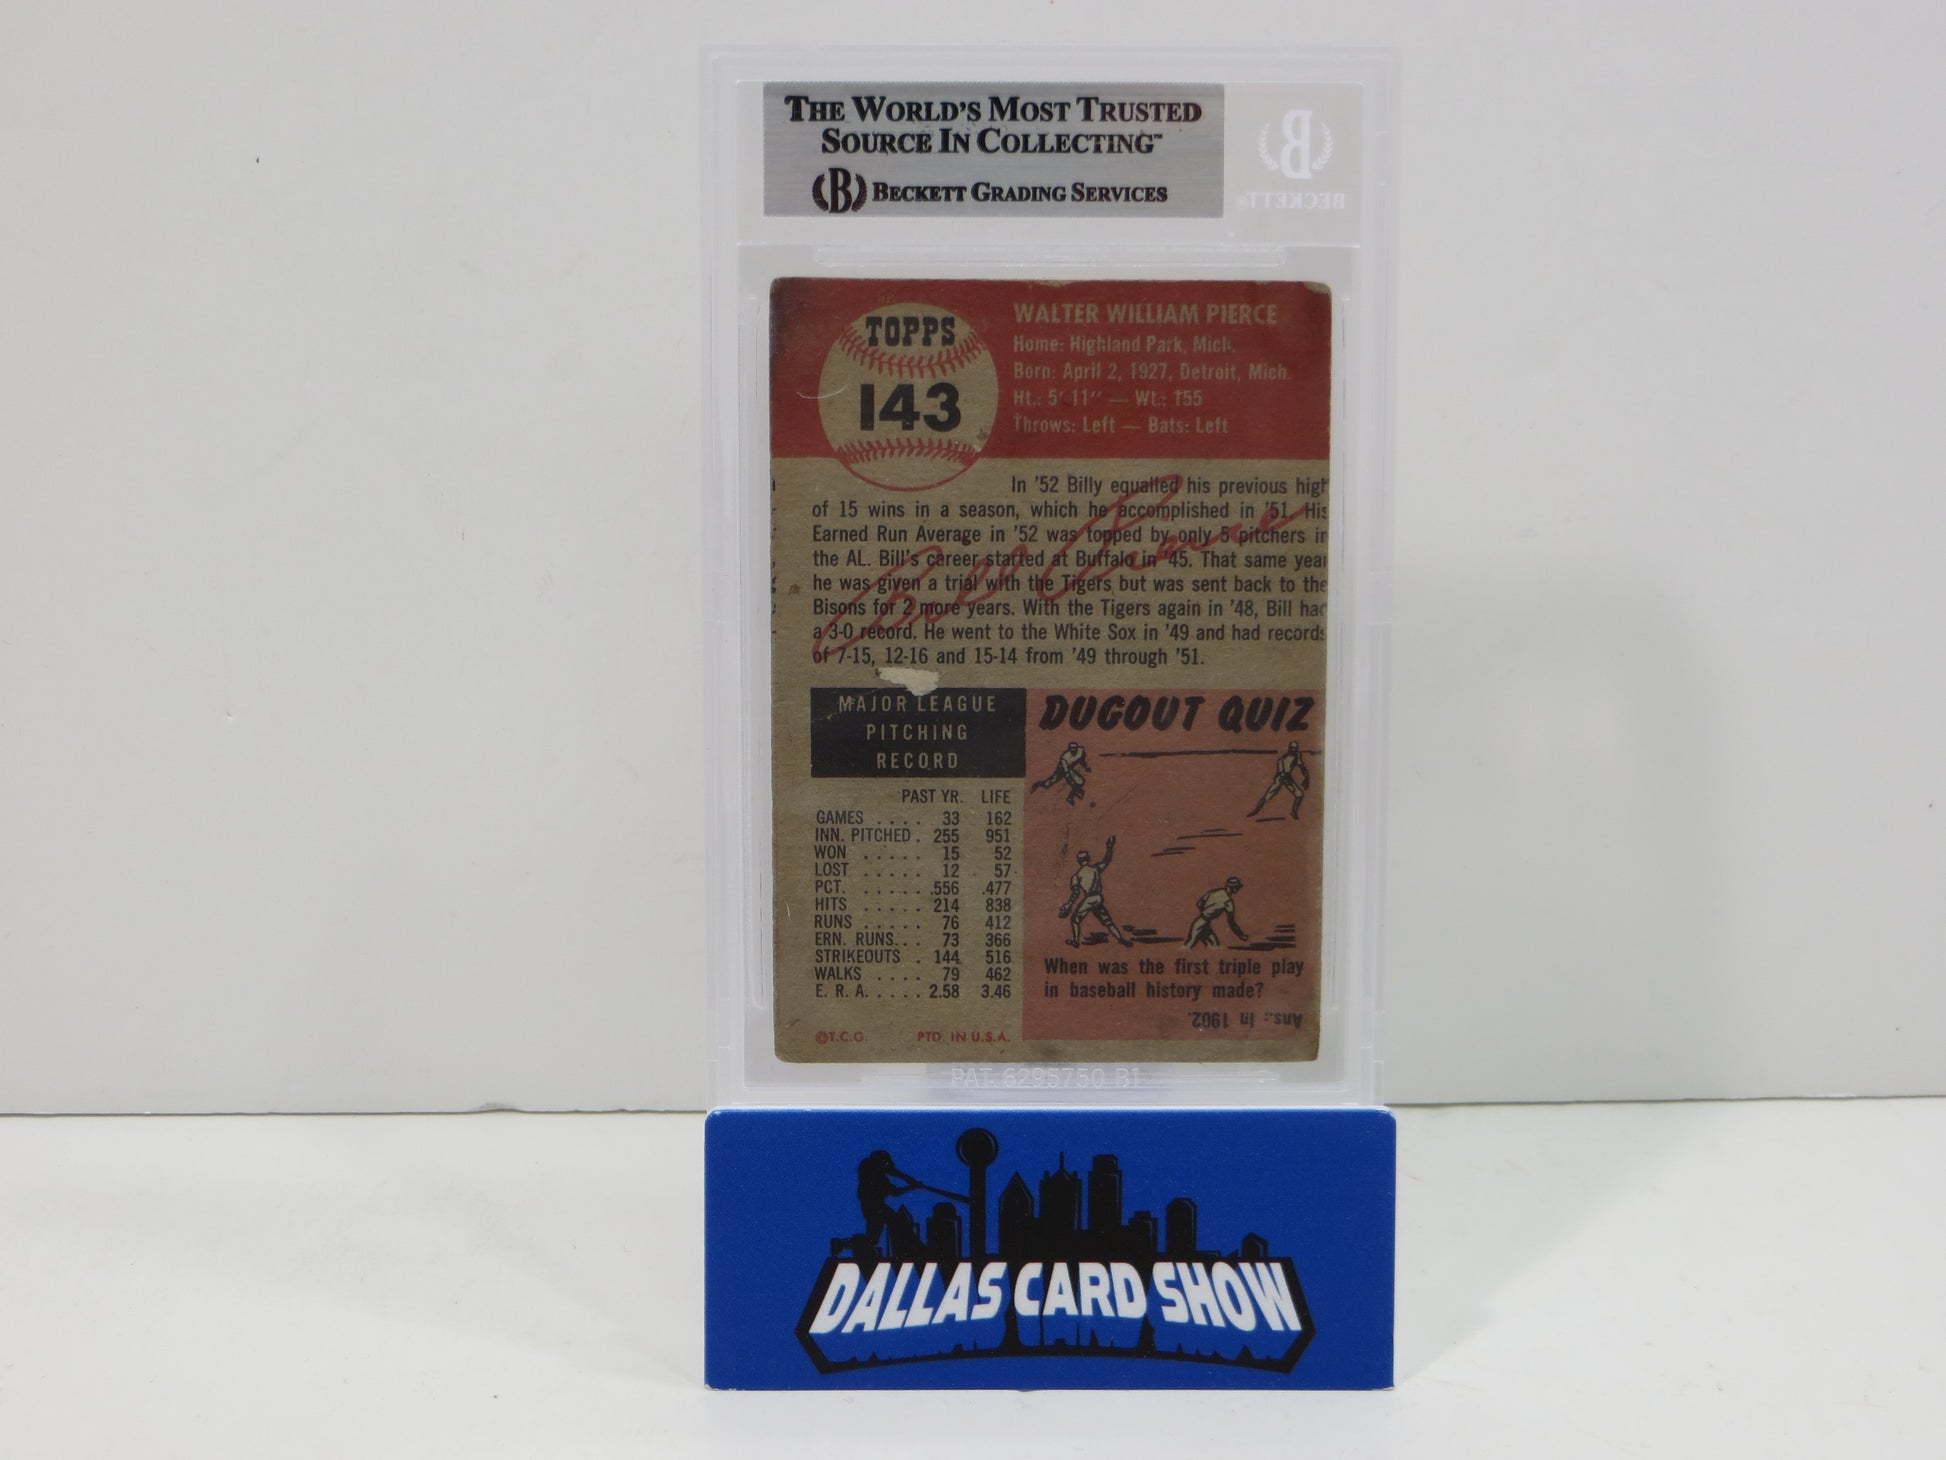 THE WORLD'S MOST TRUSTED
SOURCE IN COLLECTING™
B BECKETT GRADING SERVICES
B
BECKETT®
TOPPS
143
WALTER WILLIAM PIERCE
Home: Highland Park, Mich.
Born: April 2, 1927, Detroit, Mich.
Ht.: 5' 11" — Wt.: 155
Throws: Left — Bats: Left
In '52 Billy equalled his previous high
of 15 wins in a season, which he accomplished in '51. His
Earned Run Average in '52 was topped by only 5 pitchers in
the AL. Bill's career started at Buffalo in '45. That same year
he was given a trial with the Tigers but was sent back to the
Bisons for 2 more years. With the Tigers again in '48, Bill had
a 3-0 record. He went to the White Sox in '49 and had records
of 7-15, 12-16 and 15-14 from '49 through '51.
Bill Pierce
MAJOR LEAGUE
PITCHING
RECORD
PAST YR. LIFE
GAMES .... 33 162
INN. PITCHED . 255 951
WON ..... 15 52
LOST ..... 12 57
PCT. ..... .556 .477
HITS ..... 214 838
RUNS ..... 76 412
ERN. RUNS... 73 366
STRIKEOUTS . 144 516
WALKS .... 79 462
E. R. A. .... 2.58 3.46
©T.C.G. PTD. IN U.S.A.
DUGOUT QUIZ
When was the first triple play
in baseball history made?
Ans.: In 1902.
PAT. 6295750 B1
DALLAS CARD SHOW